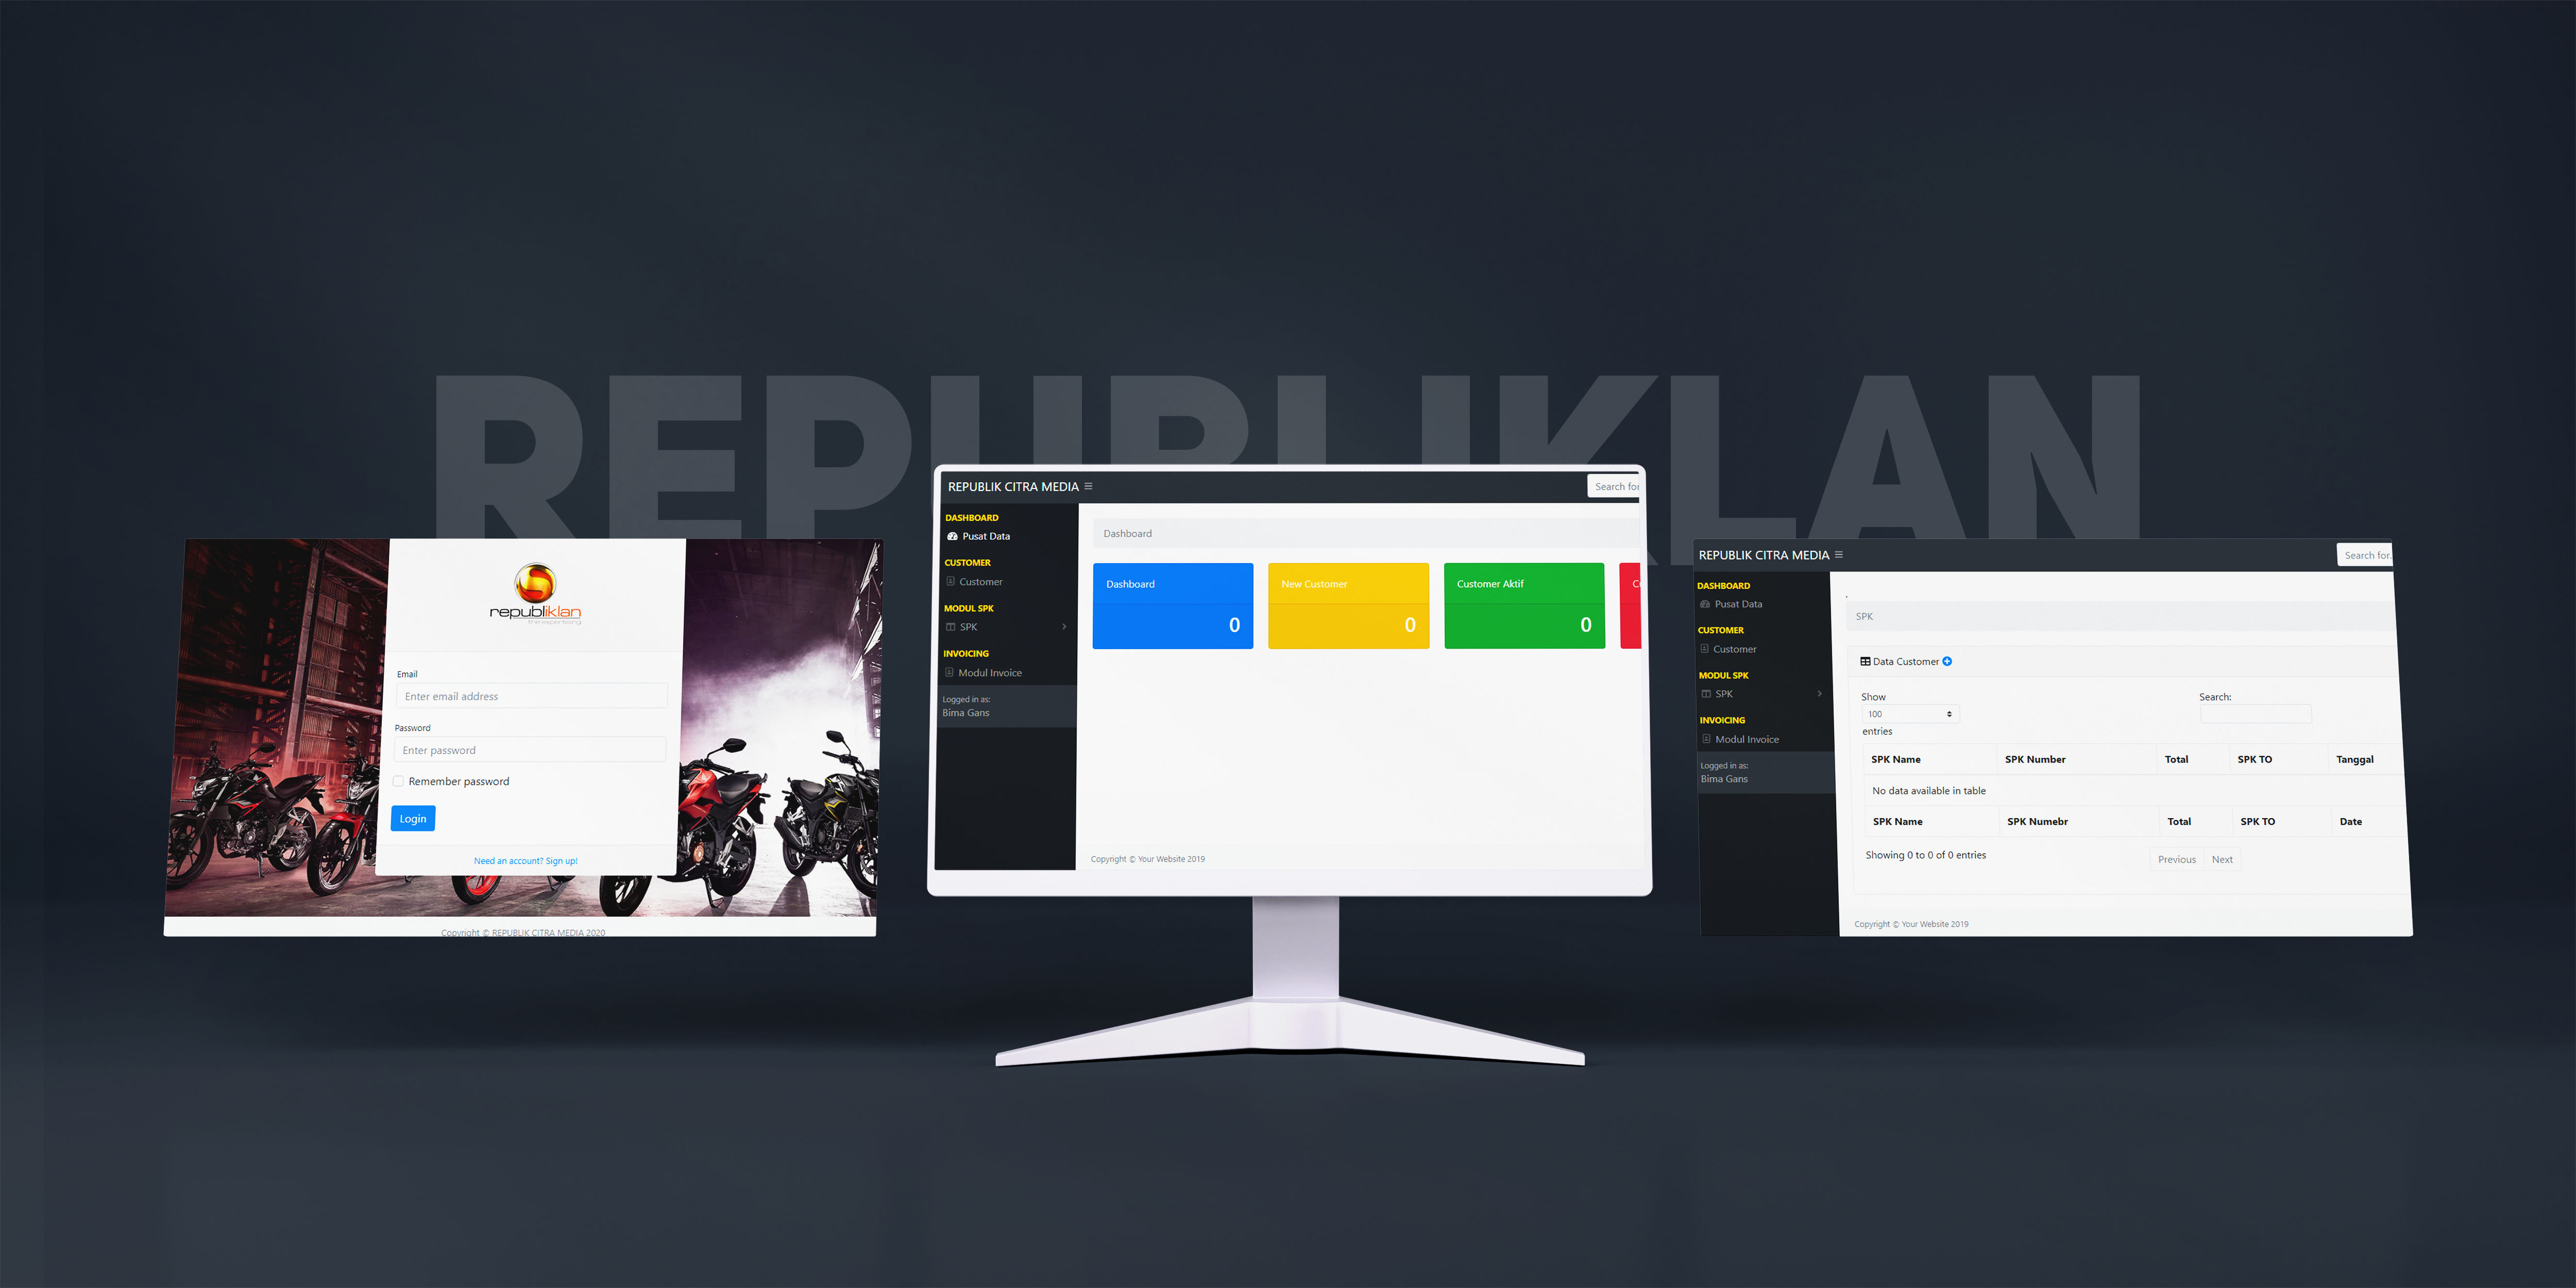 REPUBLIKLAN
republiklan
Email
Enter email address
Password
Enter password
Remember password
Login
Need an account? Sign up!
Copyright © REPUBLIK CITRA MEDIA 2020
REPUBLIK CITRA MEDIA
Search for
DASHBOARD
Pusat Data
CUSTOMER
Customer
MODUL SPK
SPK
INVOICING
Modul Invoice
Logged in as:
Bima Gans
Dashboard
Dashboard
0
New Customer
0
Customer Aktif
0
C
Copyright © Your Website 2019
REPUBLIK CITRA MEDIA
Search for.
DASHBOARD
Pusat Data
CUSTOMER
Customer
MODUL SPK
SPK
INVOICING
Modul Invoice
Logged in as:
Bima Gans
.
SPK
Data Customer
Show
100
entries
Search:
SPK Name SPK Number Total SPK TO Tanggal
No data available in table
SPK Name SPK Numebr Total SPK TO Date
Showing 0 to 0 of 0 entries
Previous Next
Copyright © Your Website 2019